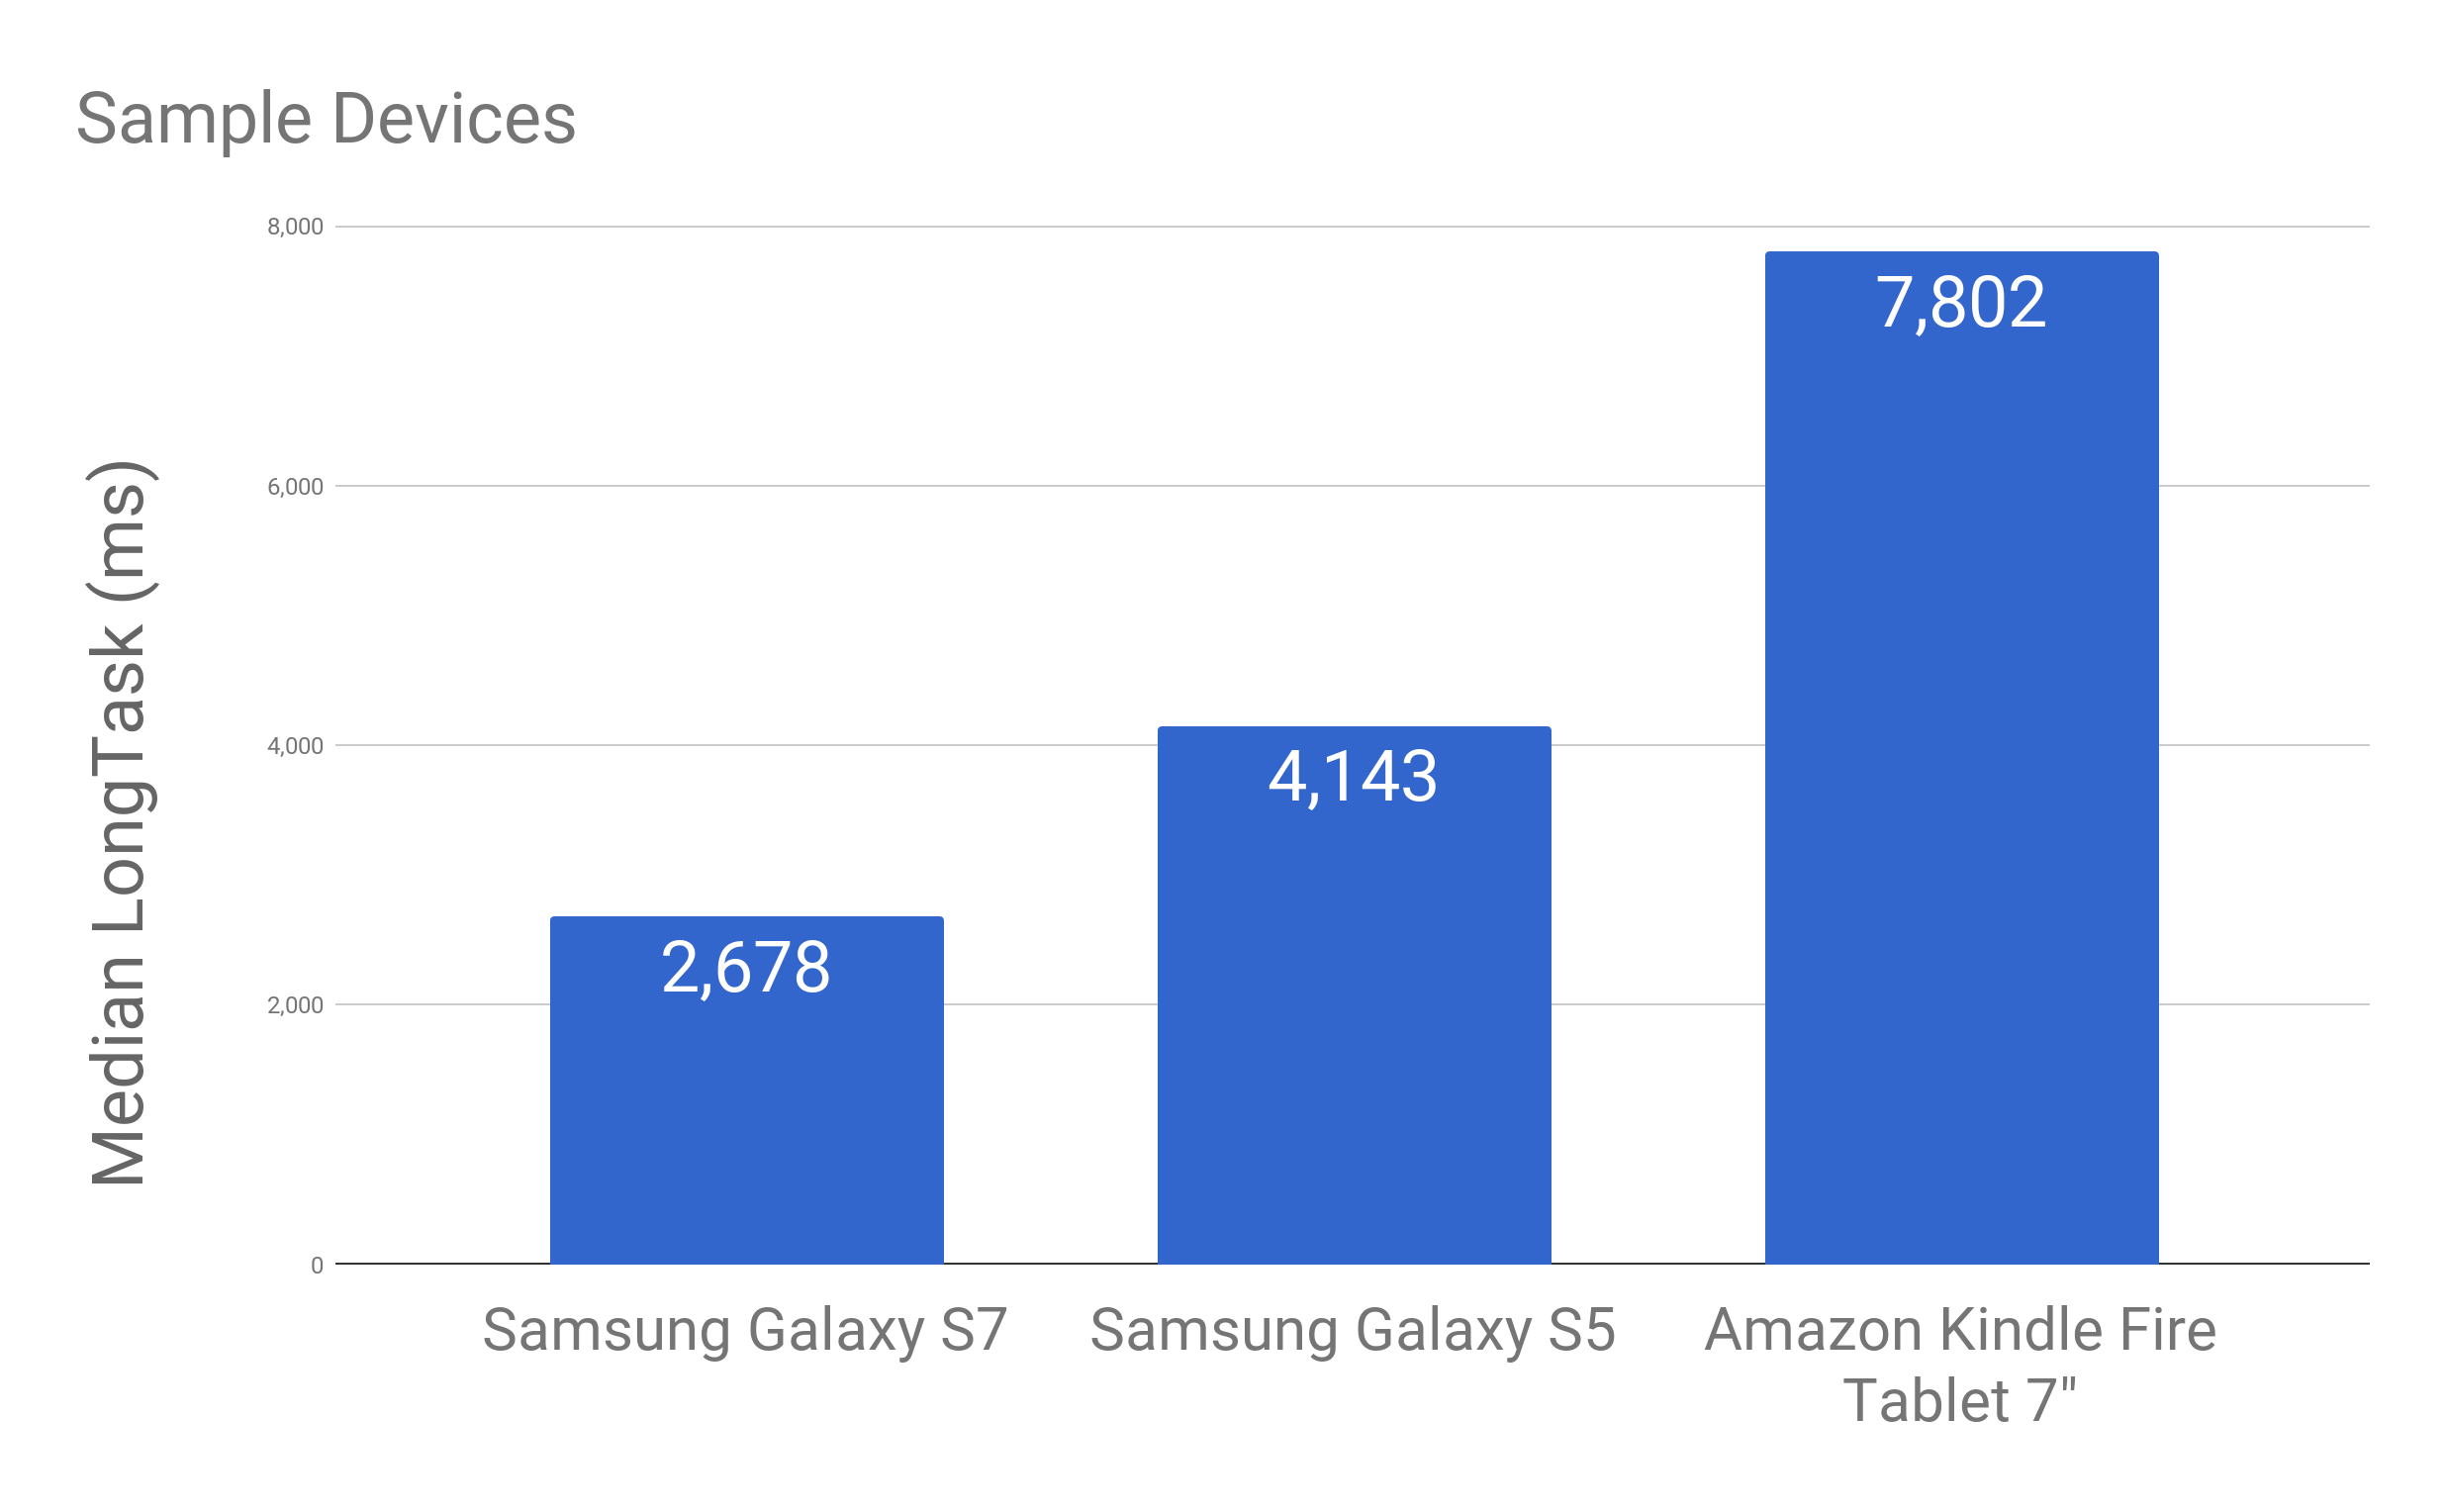 Sample Devices
Median LongTask (ms)
8,000
6,000
4,000
2,000
0
2,678
4,143
7,802
Samsung Galaxy S7
Samsung Galaxy S5
Amazon Kindle Fire
Tablet 7"